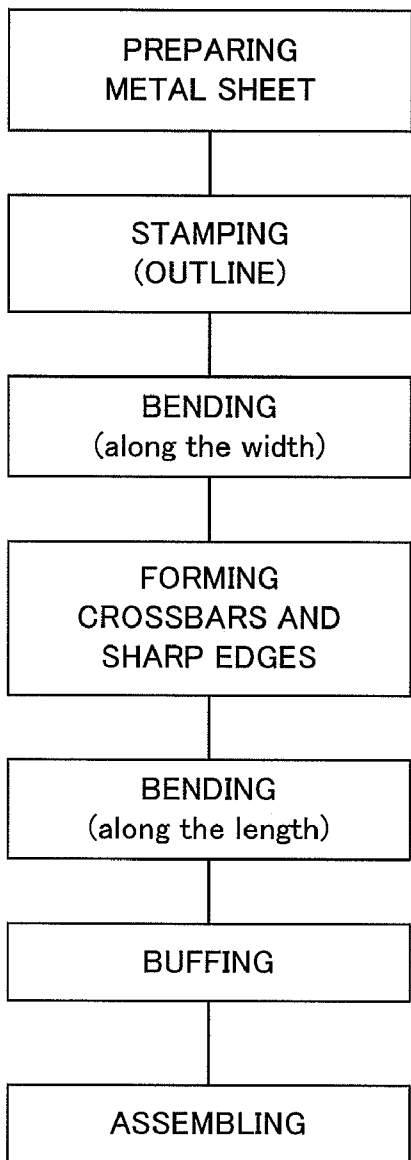 PREPARING
METAL SHEET
STAMPING
(OUTLINE)
BENDING
(along the width)
FORMING
CROSSBARS AND
SHARP EDGES
BENDING
(along the length)
BUFFING
ASSEMBLING